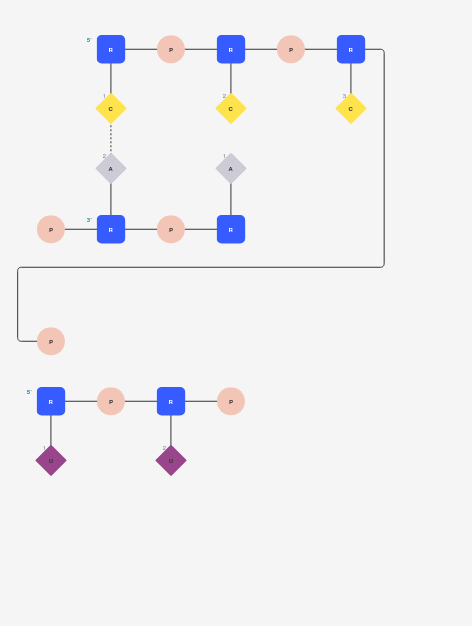 5' R P R P R
1 2 3
C C C
2 1
A A
P 3' R P R
P
5' R P R P
1 2
U U